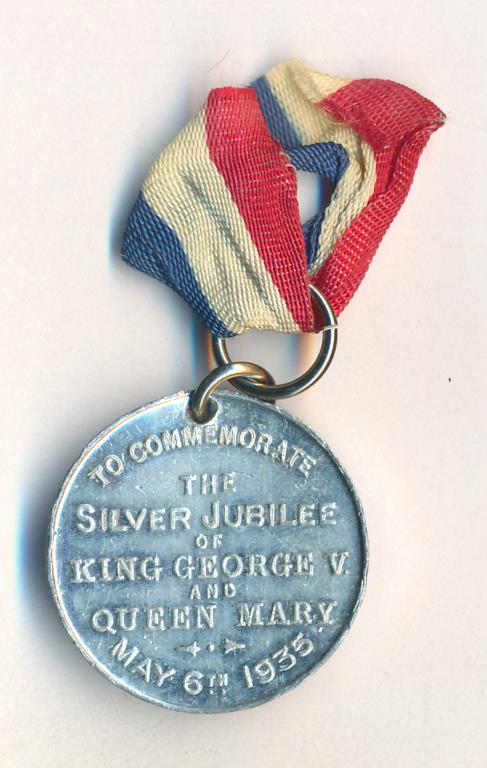 TO COMMEMORATE
THE
SILVER JUBILEE
OF
KING GEORGE V.
AND
QUEEN MARY
MAY 6TH 1935